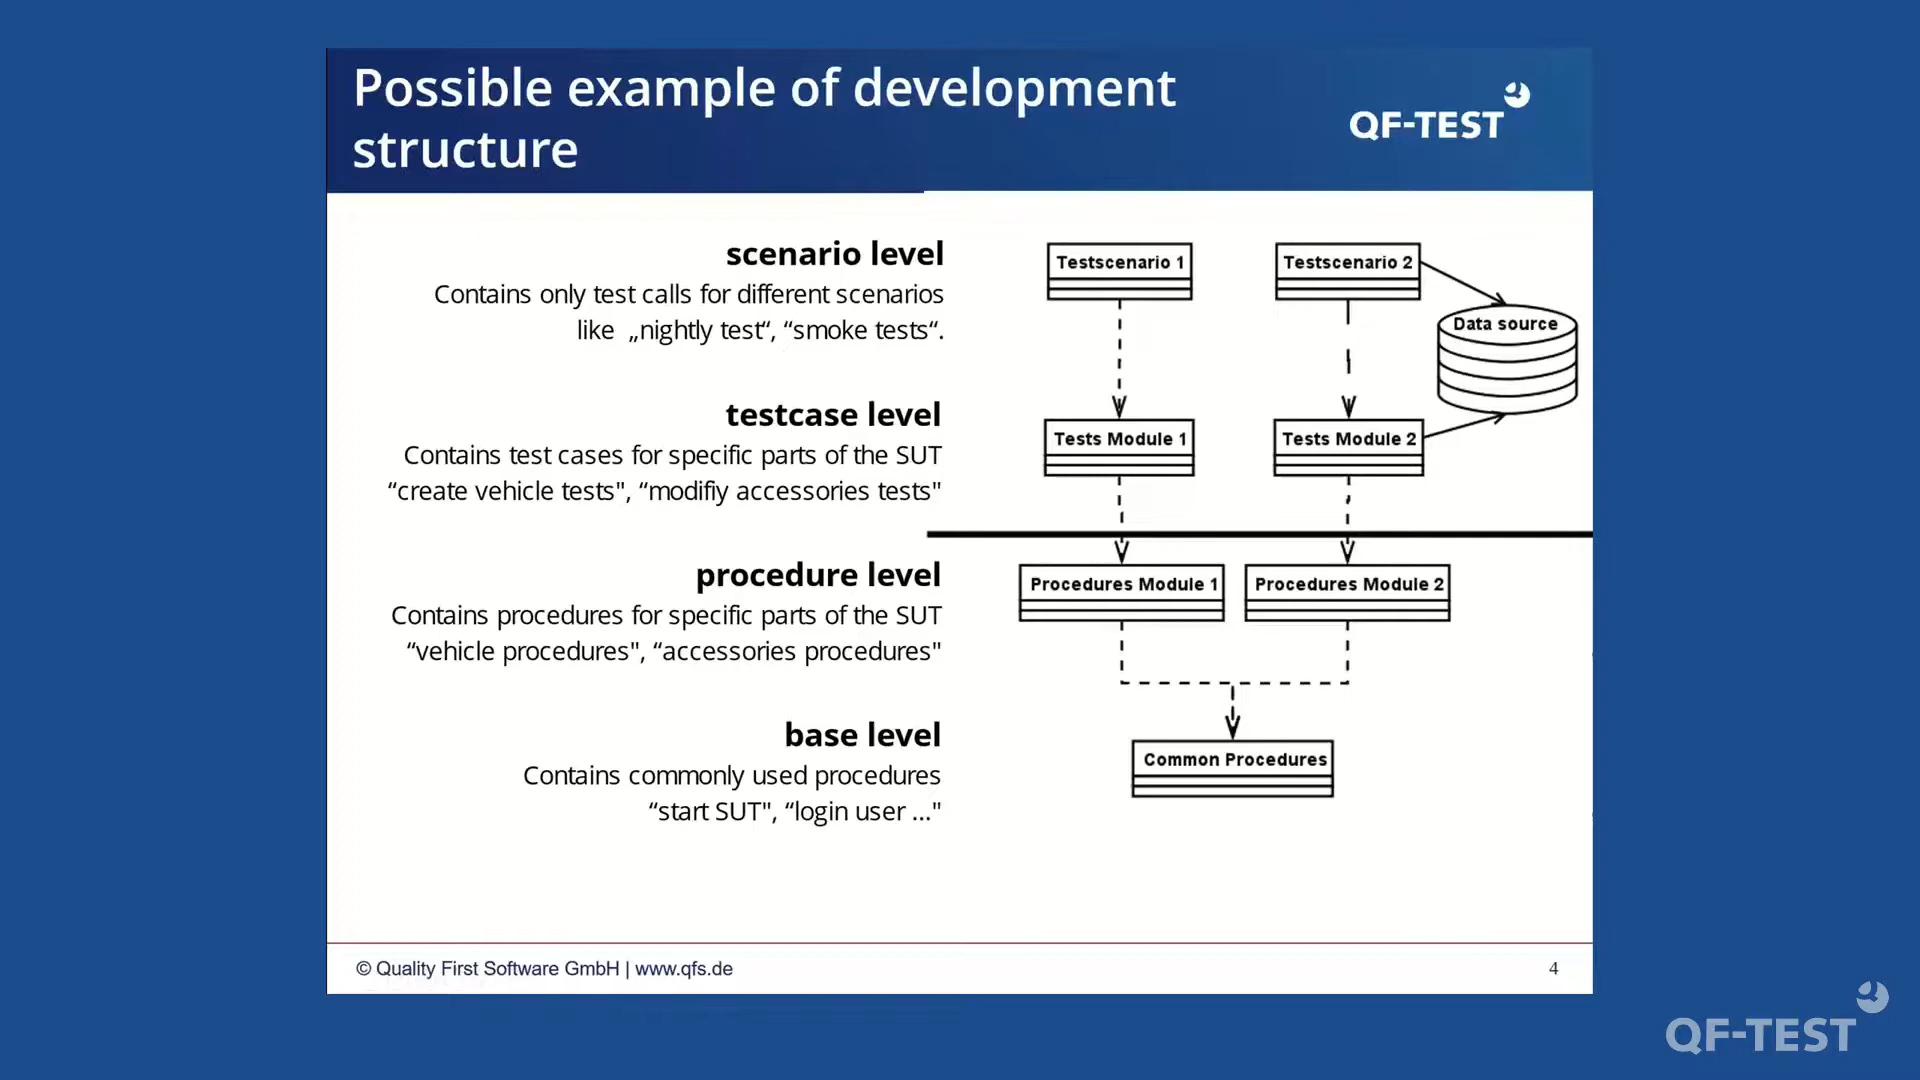 Possible example of development
structure
QF-TEST
scenario level
Contains only test calls for different scenarios
like „nightly test“, “smoke tests“.
testcase level
Contains test cases for specific parts of the SUT
“create vehicle tests", “modifiy accessories tests"
procedure level
Contains procedures for specific parts of the SUT
“vehicle procedures", “accessories procedures"
base level
Contains commonly used procedures
“start SUT", “login user ..."
Testscenario 1
Testscenario 2
Data source
Tests Module 1
Tests Module 2
Procedures Module 1
Procedures Module 2
Common Procedures
© Quality First Software GmbH | www.qfs.de
4
QF-TEST